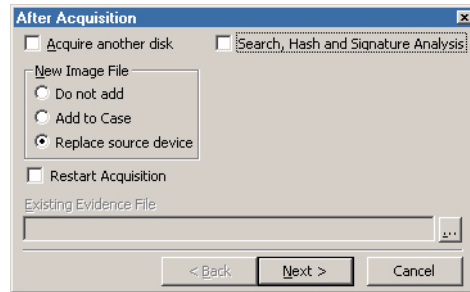 After Acquisition
Acquire another disk Search, Hash and Signature Analysis
New Image File
Do not add
Add to Case
Replace source device
Restart Acquisition
Existing Evidence File
...
< Back Next > Cancel